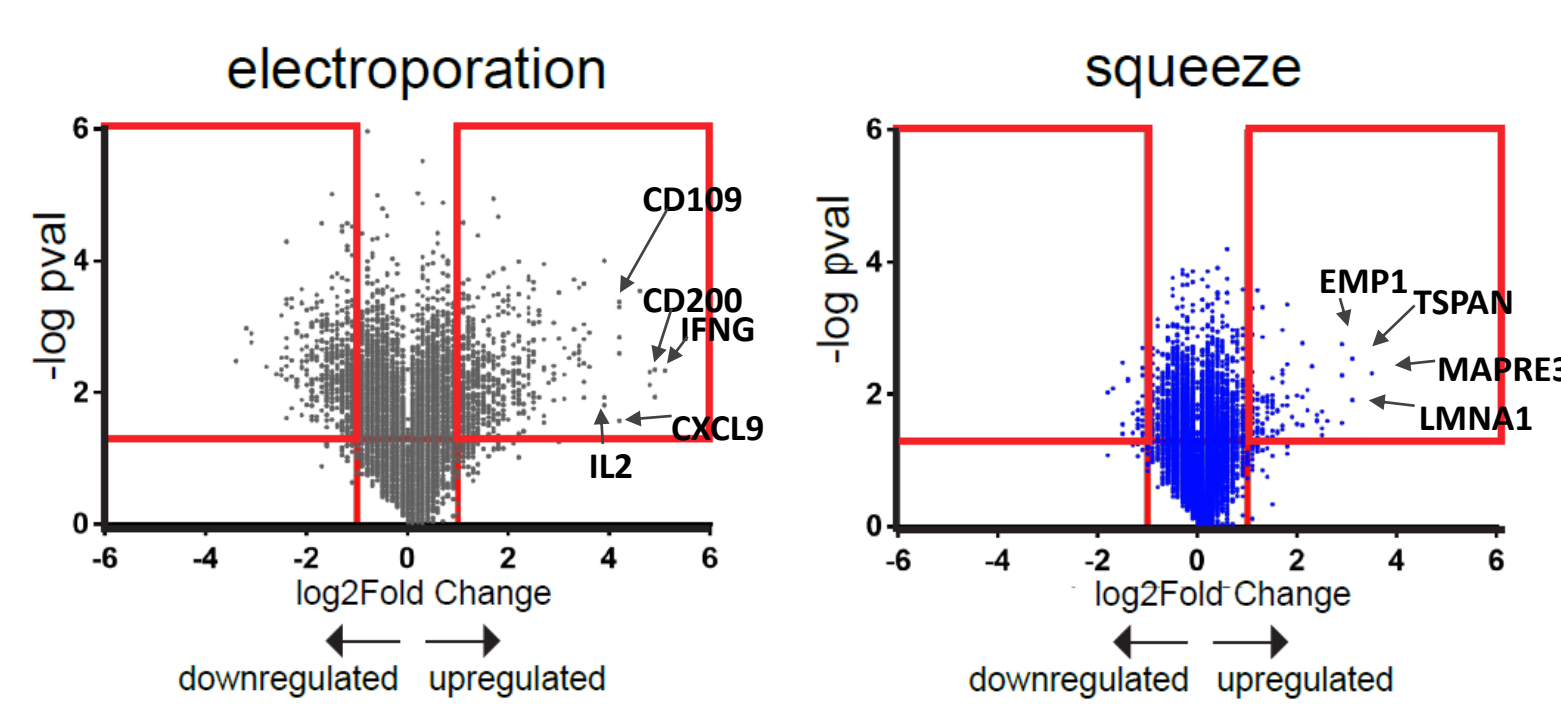 electroporation
6
4
2
0
-log pval
CD109
CD200
IFNG
CXCL9
IL2
-6 -4 -2 0 2 4 6
log2Fold Change
downregulated upregulated
squeeze
6
4
2
0
-log pval
EMP1
TSPAN
MAPRE3
LMNA1
-6 -4 -2 0 2 4 6
log2Fold Change
downregulated upregulated